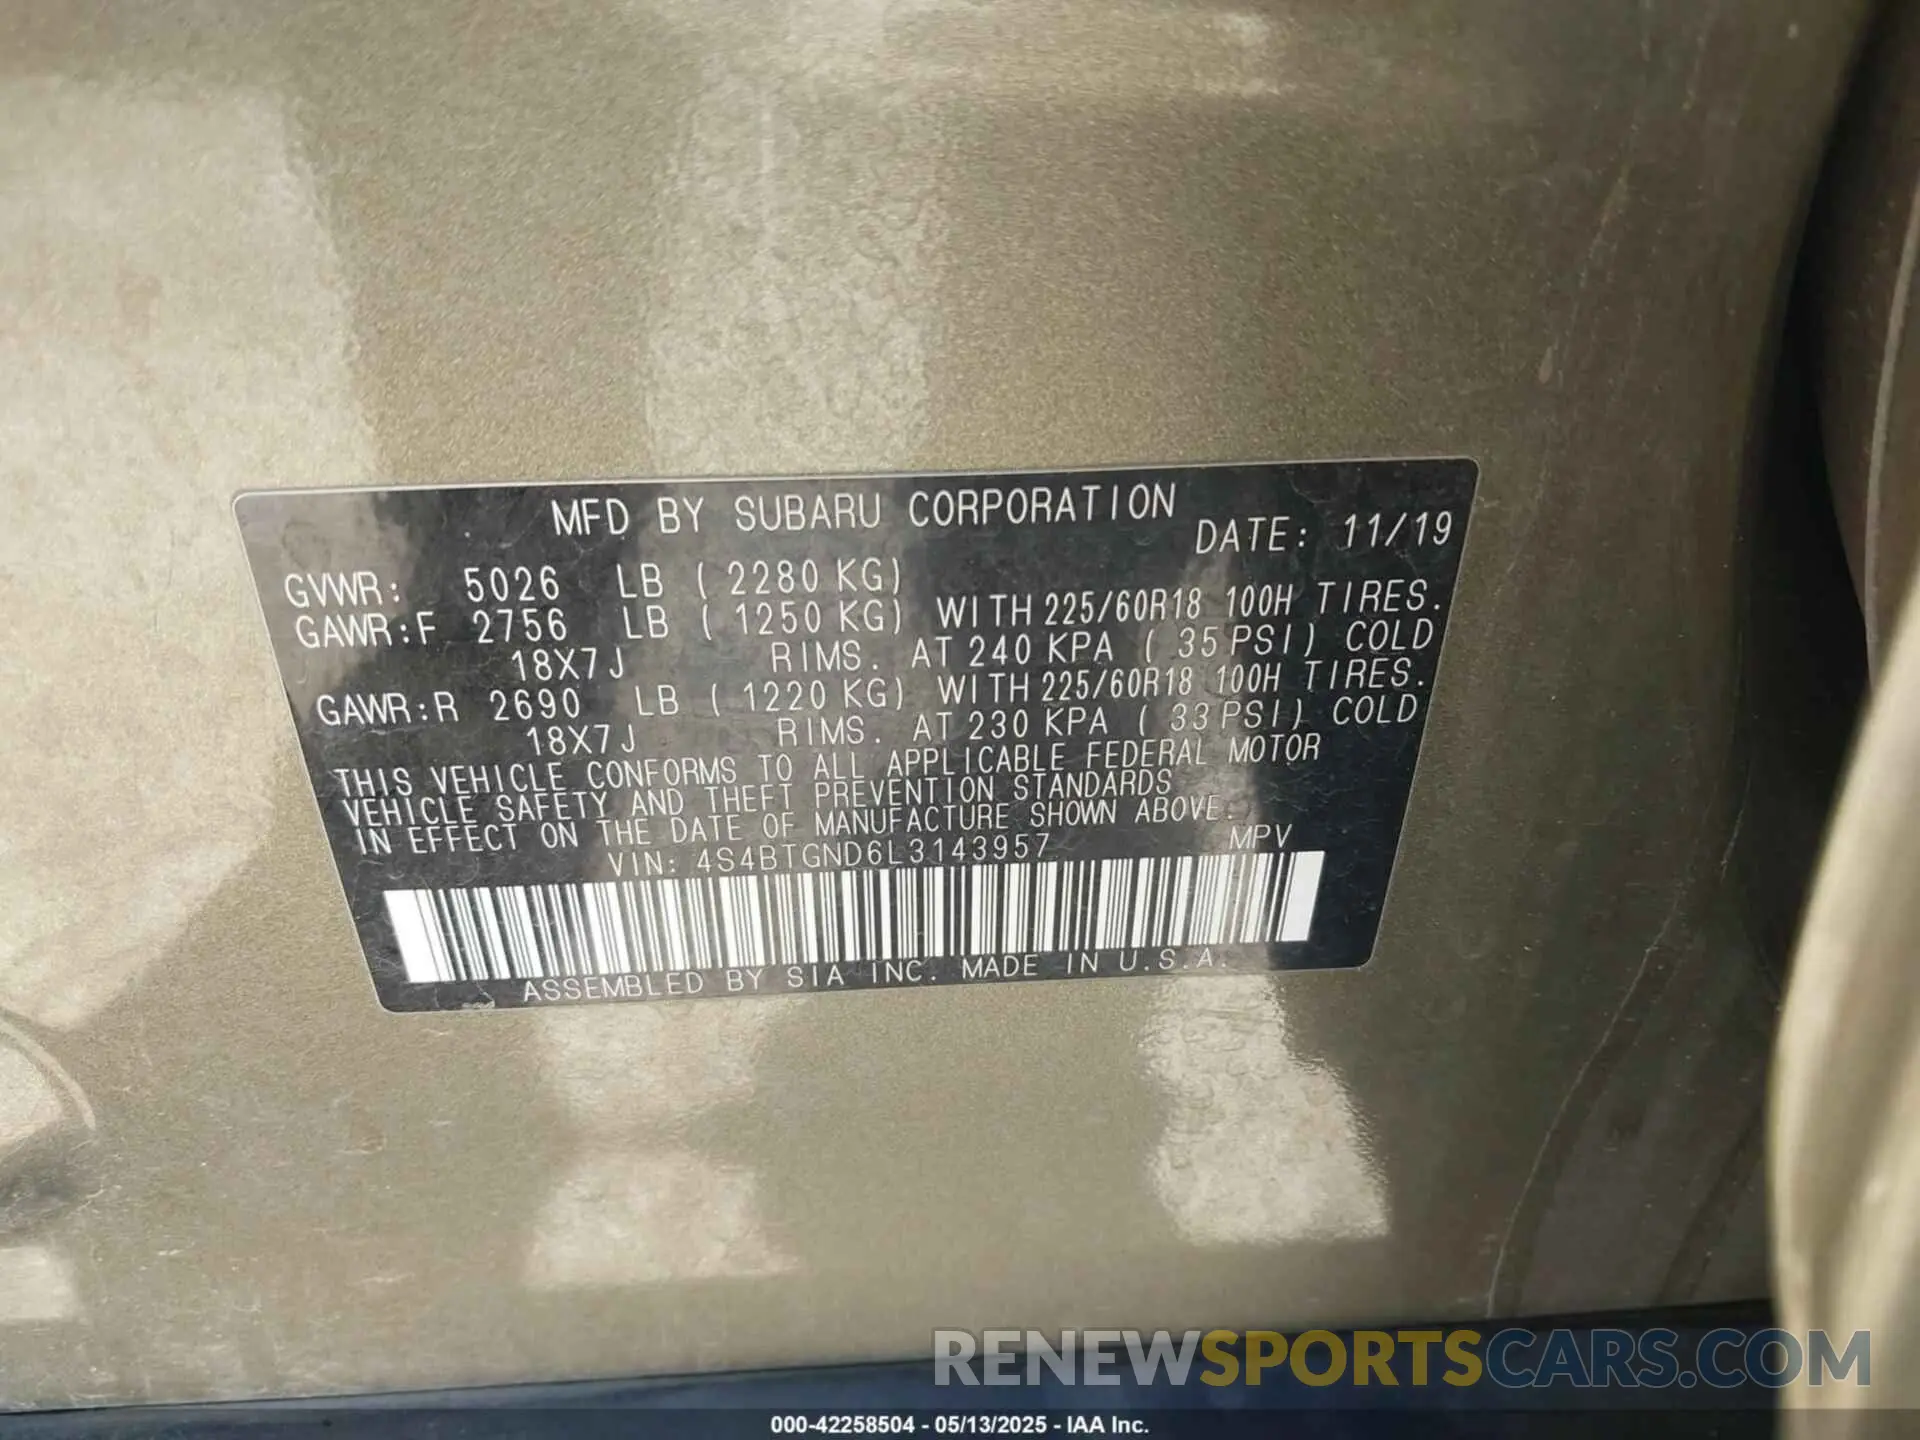 MFD BY SUBARU CORPORATION
DATE: 11/19
GVWR: 5026 LB ( 2280 KG)
GAWR:F 2756 LB ( 1250 KG) WITH 225/60R18 100H TIRES.
18X7J RIMS. AT 240 KPA ( 35 PSI) COLD
GAWR:R 2690 LB ( 1220 KG) WITH 225/60R18 100H TIRES.
18X7J RIMS. AT 230 KPA ( 33 PSI) COLD
THIS VEHICLE CONFORMS TO ALL APPLICABLE FEDERAL MOTOR
VEHICLE SAFETY AND THEFT PREVENTION STANDARDS
IN EFFECT ON THE DATE OF MANUFACTURE SHOWN ABOVE.
VIN: 4S4BTGND6L3143957 MPV
ASSEMBLED BY SIA INC. MADE IN U.S.A.
RENEWSPORTSCARS.COM
000-42258504 - 05/13/2025 - IAA Inc.